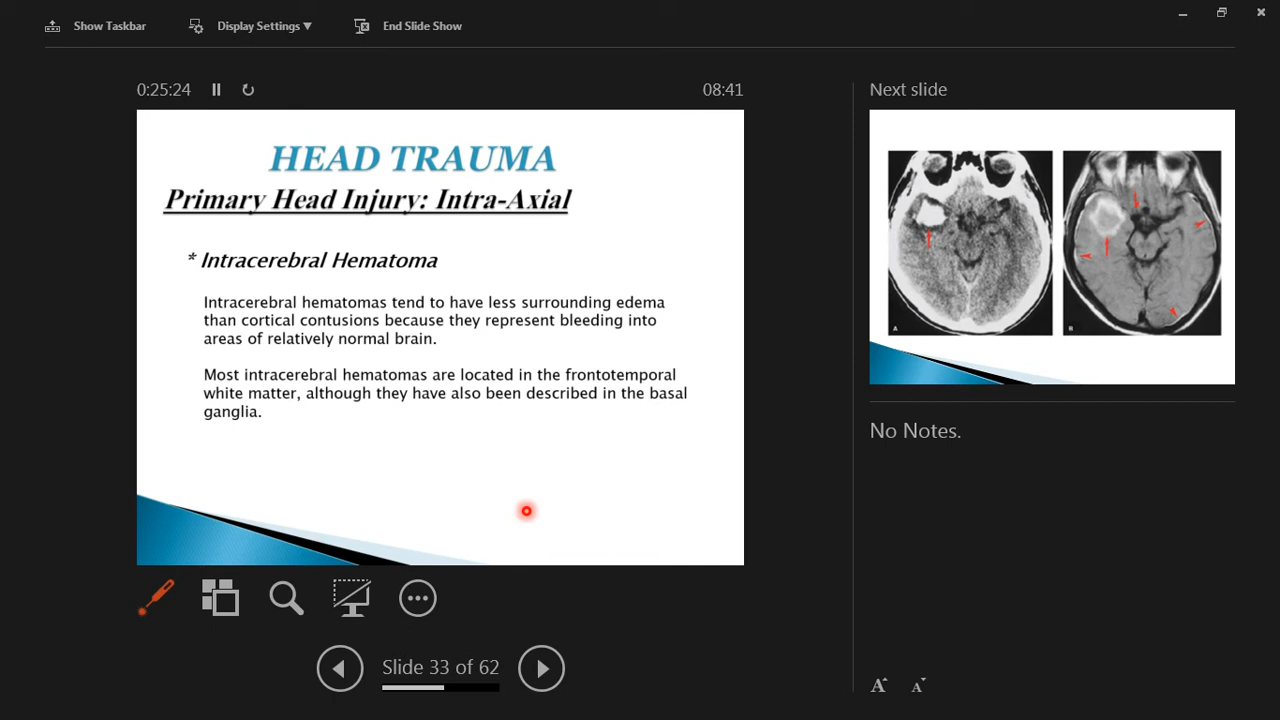 Show Taskbar
Display Settings ▼
End Slide Show
0:25:24
08:41
HEAD TRAUMA
Primary Head Injury: Intra-Axial
* Intracerebral Hematoma
Intracerebral hematomas tend to have less surrounding edema
than cortical contusions because they represent bleeding into
areas of relatively normal brain.
Most intracerebral hematomas are located in the frontotemporal
white matter, although they have also been described in the basal
ganglia.
Slide 33 of 62
Next slide
A
B
No Notes.
A A